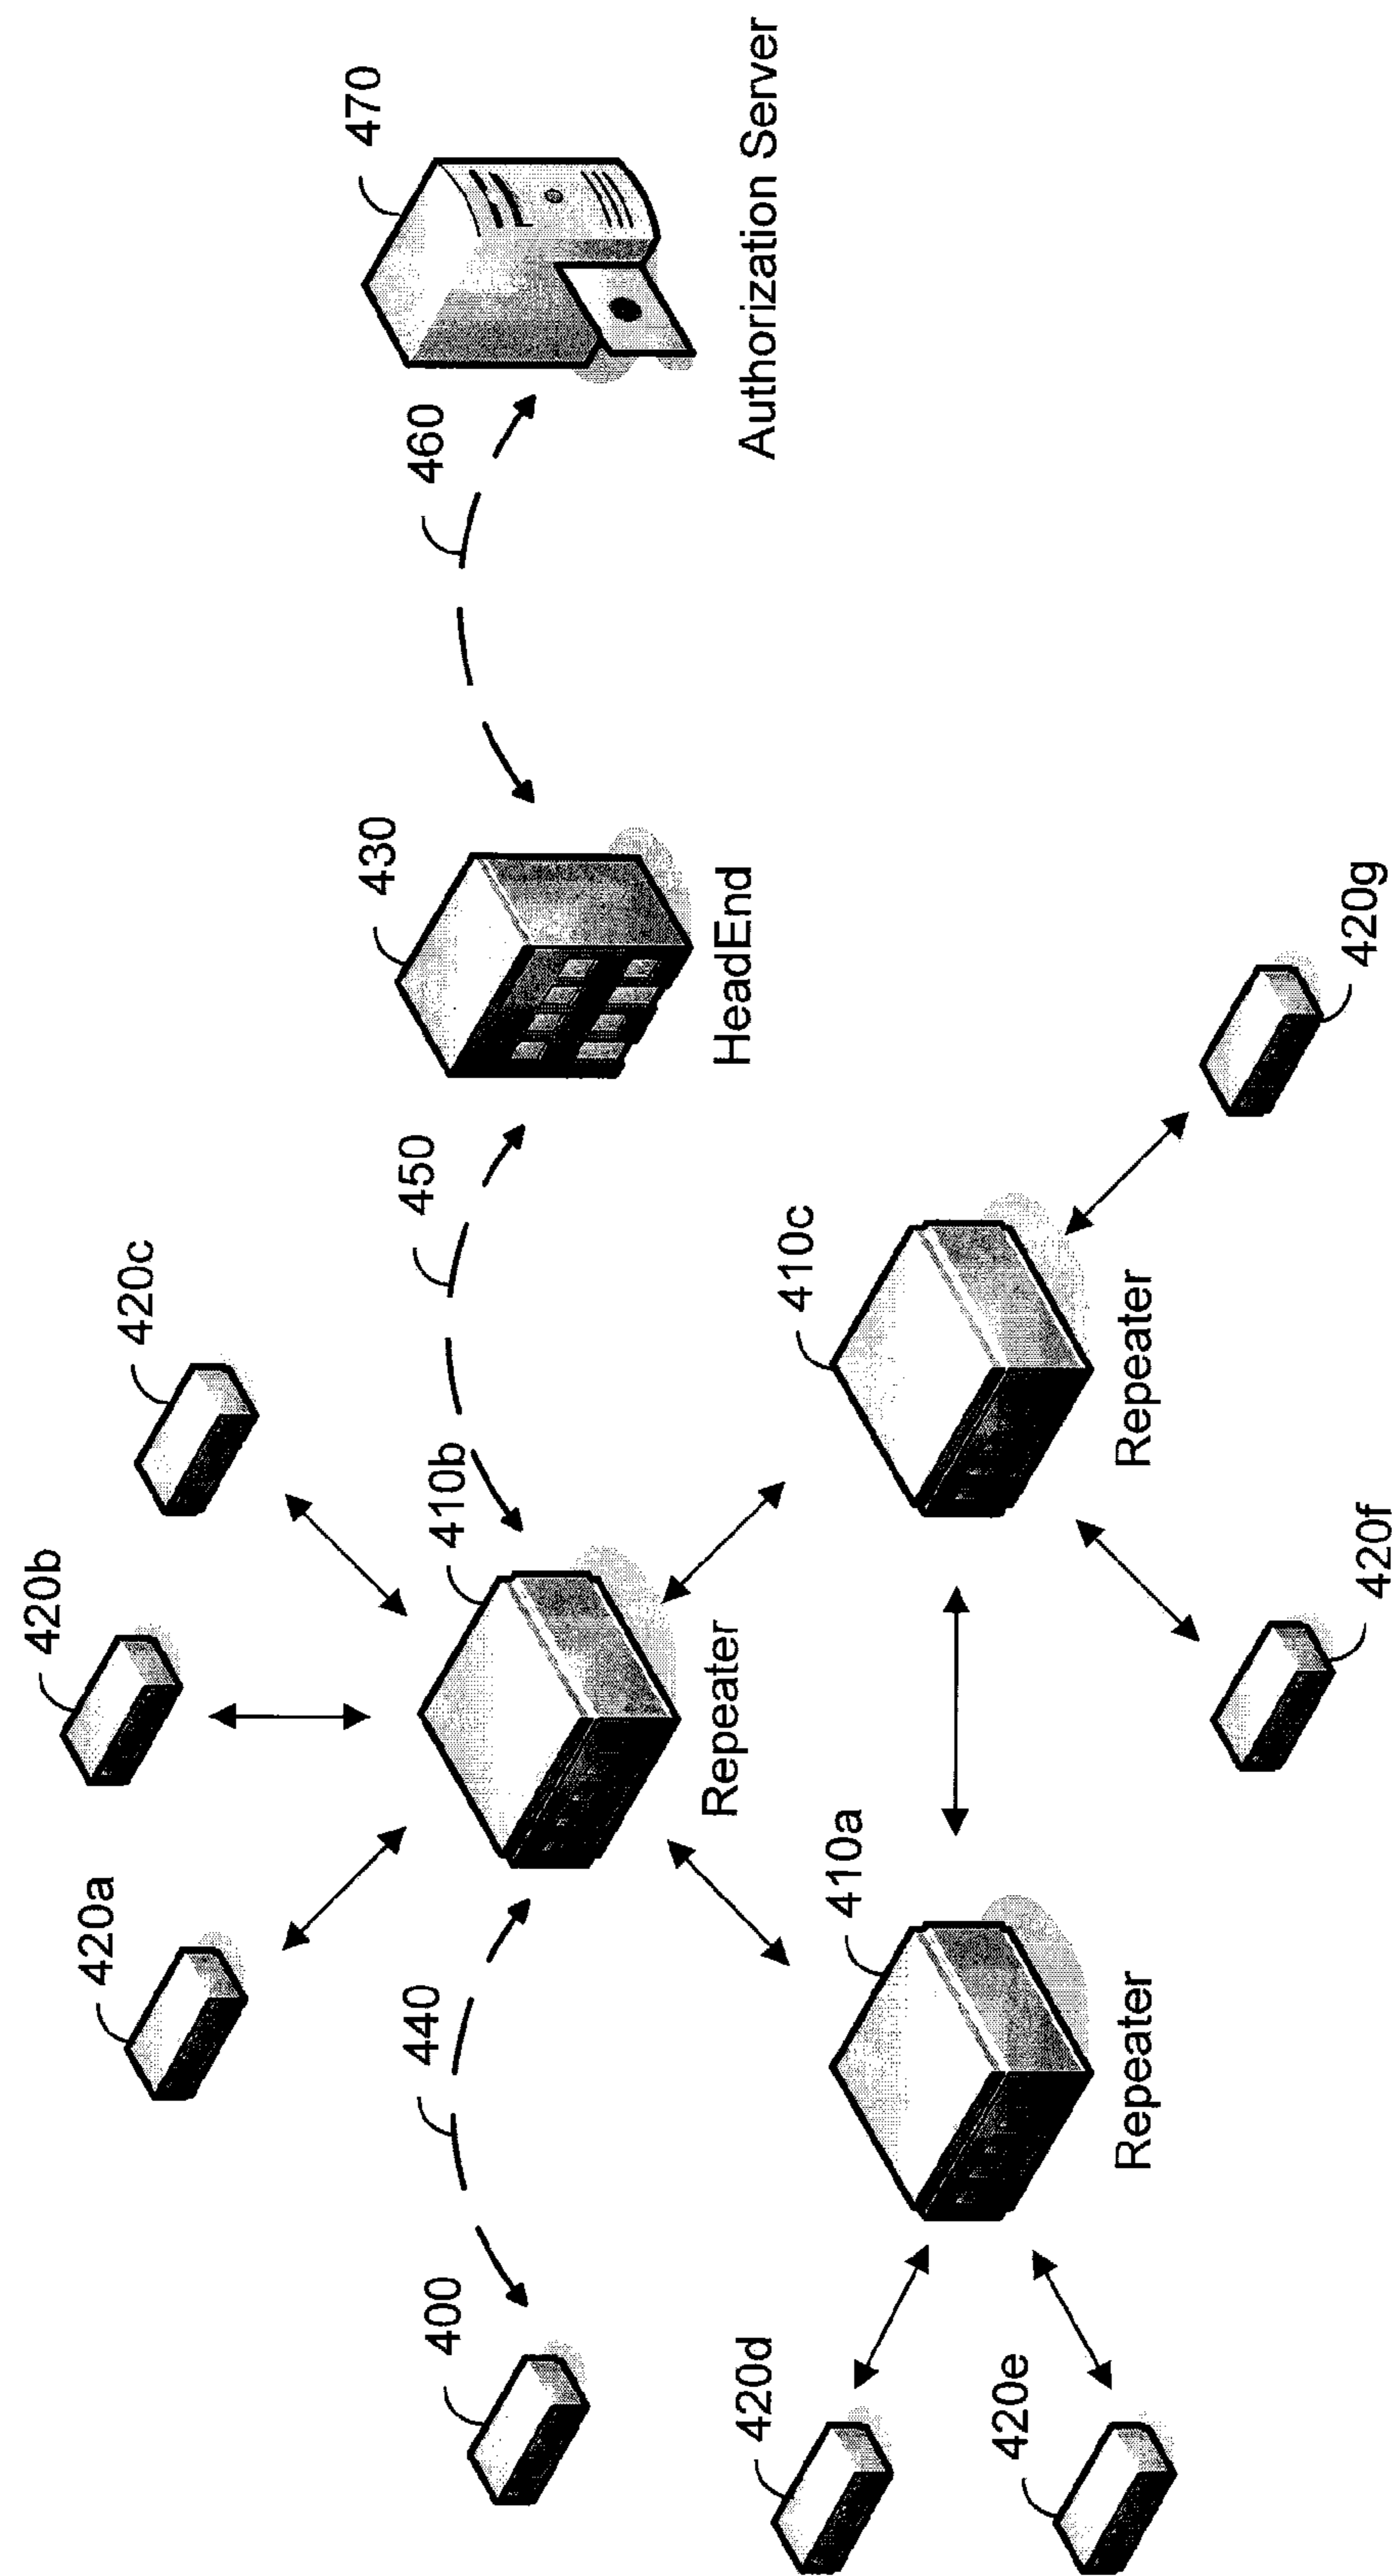 420a
420b
420c
400
440
410b
450
430
460
470
Repeater
HeadEnd
Authorization Server
420d
410a
410c
420e
Repeater
Repeater
420f
420g